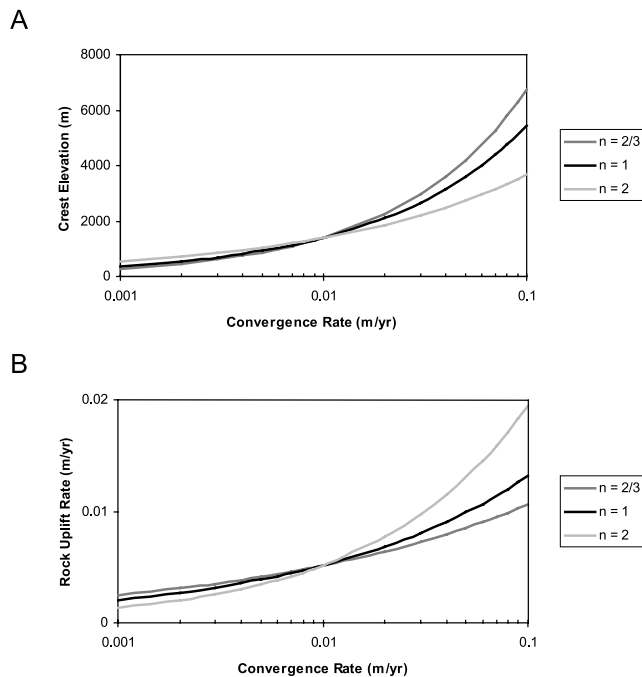 A
8000
6000
4000
2000
0
Crest Elevation (m)
0.001 0.01 0.1
Convergence Rate (m/yr)
n = 2/3
n = 1
n = 2
B
0.02
0.01
0
Rock Uplift Rate (m/yr)
0.001 0.01 0.1
Convergence Rate (m/yr)
n = 2/3
n = 1
n = 2